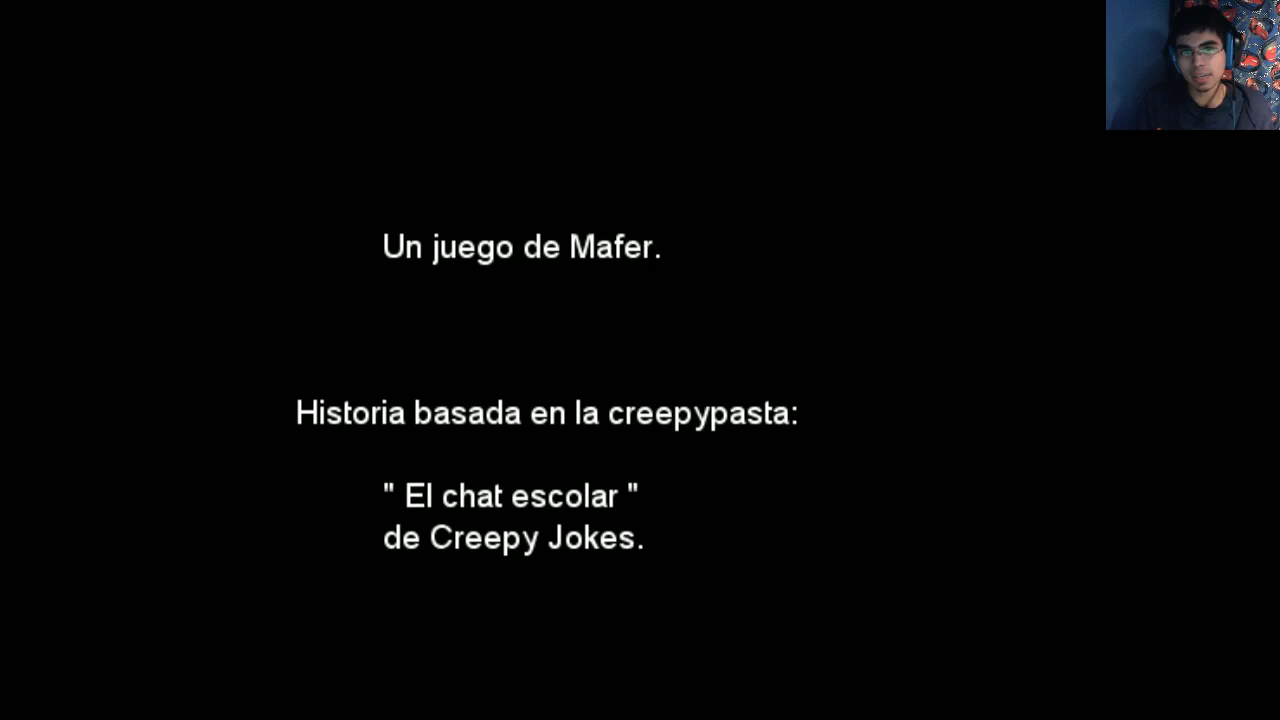 Un juego de Mafer.
Historia basada en la creepypasta:
" El chat escolar "
de Creepy Jokes.